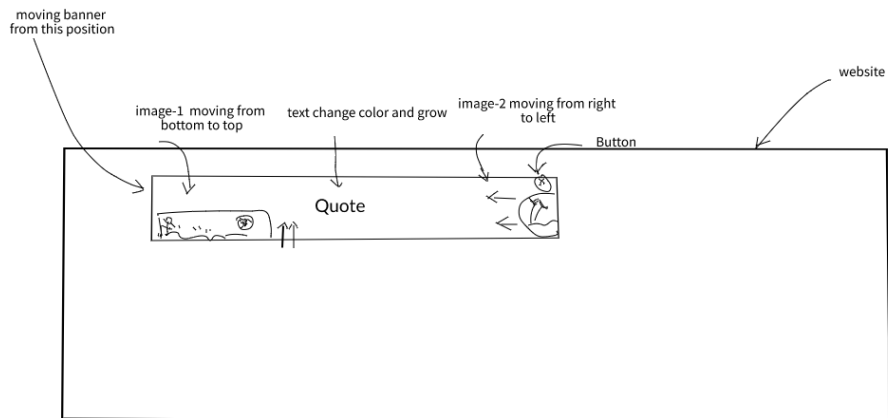 moving banner
from this position
website
image-1 moving from
bottom to top
text change color and grow
image-2 moving from right
to left
Button
Quote